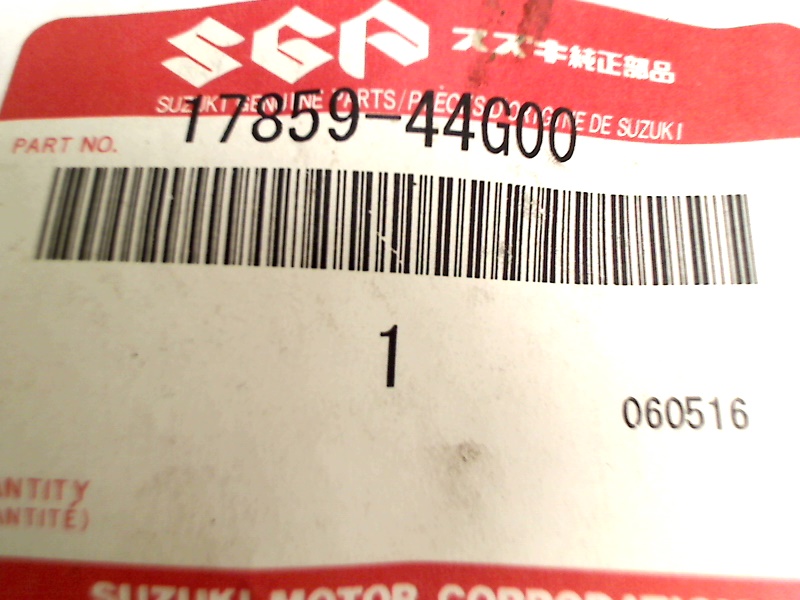 SGP スズキ純正部品
SUZUKI GENUINE PARTS/PIÈCES D'ORIGINE DE SUZUKI
PART NO. 17859-44G00
1
060516
ANTITY
ANTITÉ)
SUZUKI MOTOR CORPORATION